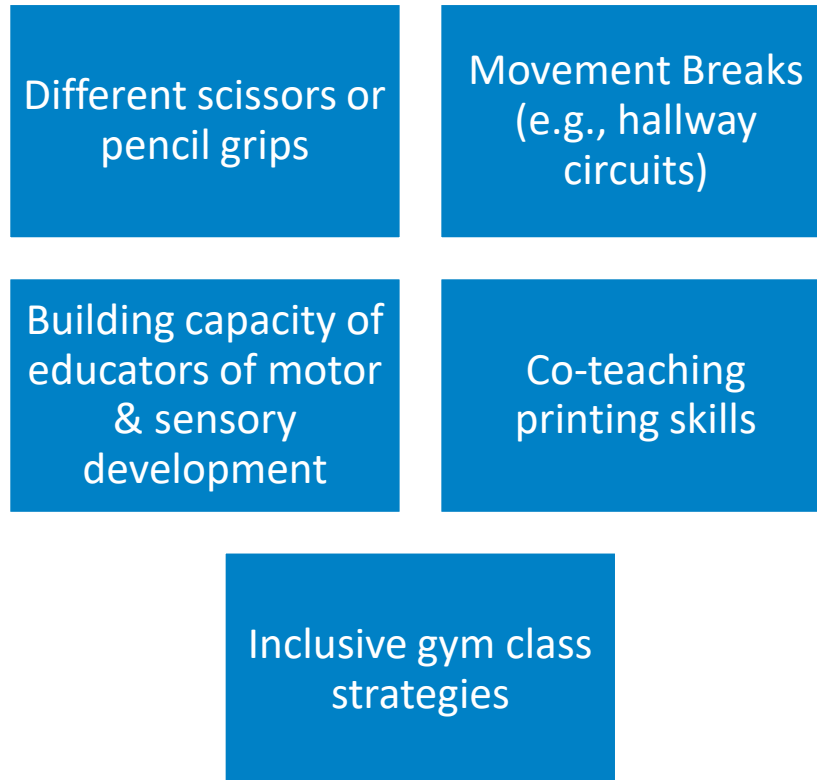 Different scissors or
pencil grips
Movement Breaks
(e.g., hallway
circuits)
Building capacity of
educators of motor
& sensory
development
Co-teaching
printing skills
Inclusive gym class
strategies